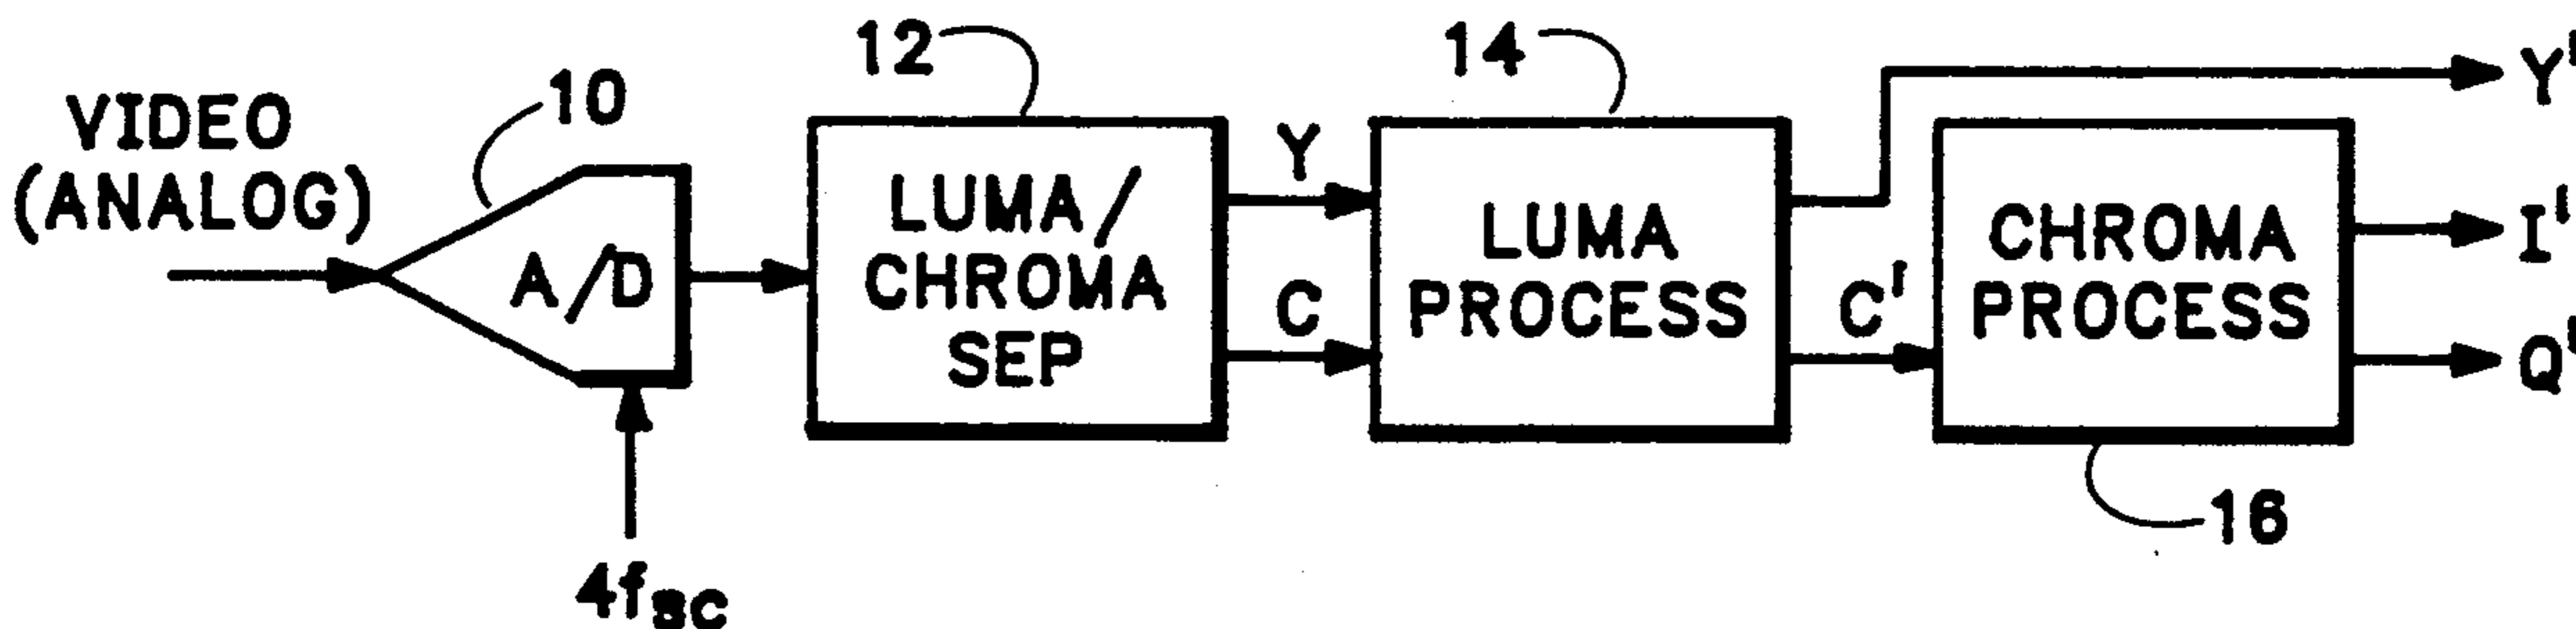 VIDEO
(ANALOG)
10
A/D
4fsc
12
LUMA/
CHROMA
SEP
Y
C
14
LUMA
PROCESS
C'
CHROMA
PROCESS
16
Y'
I'
Q'